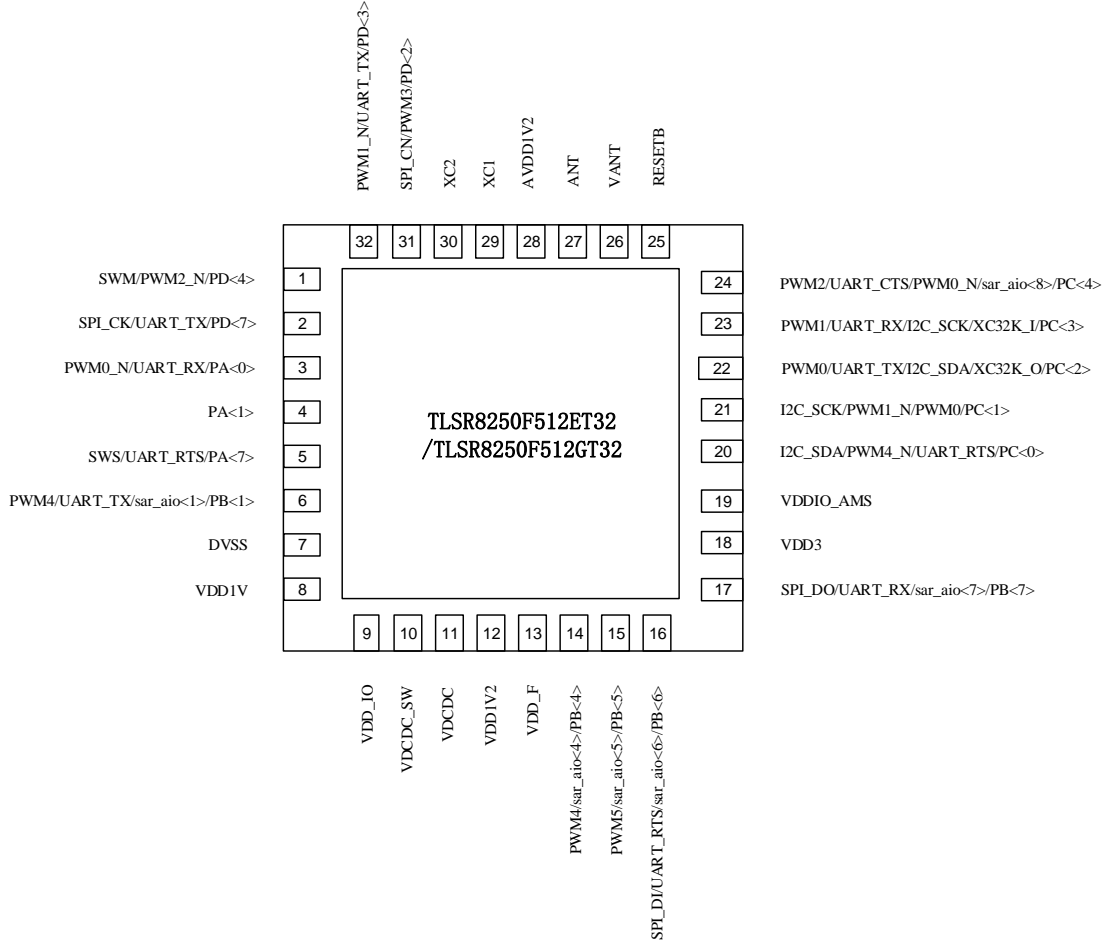 PWM1_N/UART_TX/PD<3>
SPI_CN/PWM3/PD<2>
XC2
XC1
AVDD1V2
ANT
VANT
RESETB
32
31
30
29
28
27
26
25
SWM/PWM2_N/PD<4>
1
SPI_CK/UART_TX/PD<7>
2
PWM0_N/UART_RX/PA<0>
3
PA<1>
4
SWS/UART_RTS/PA<7>
5
PWM4/UART_TX/sar_aio<1>/PB<1>
6
DVSS
7
VDD1V
8
TLSR8250F512ET32
/TLSR8250F512GT32
24
PWM2/UART_CTS/PWM0_N/sar_aio<8>/PC<4>
23
PWM1/UART_RX/I2C_SCK/XC32K_I/PC<3>
22
PWM0/UART_TX/I2C_SDA/XC32K_O/PC<2>
21
I2C_SCK/PWM1_N/PWM0/PC<1>
20
I2C_SDA/PWM4_N/UART_RTS/PC<0>
19
VDDIO_AMS
18
VDD3
17
SPI_DO/UART_RX/sar_aio<7>/PB<7>
9
10
11
12
13
14
15
16
VDD_IO
VDCDC_SW
VDCDC
VDD1V2
VDD_F
PWM4/sar_aio<4>/PB<4>
PWM5/sar_aio<5>/PB<5>
SPI_DI/UART_RTS/sar_aio<6>/PB<6>